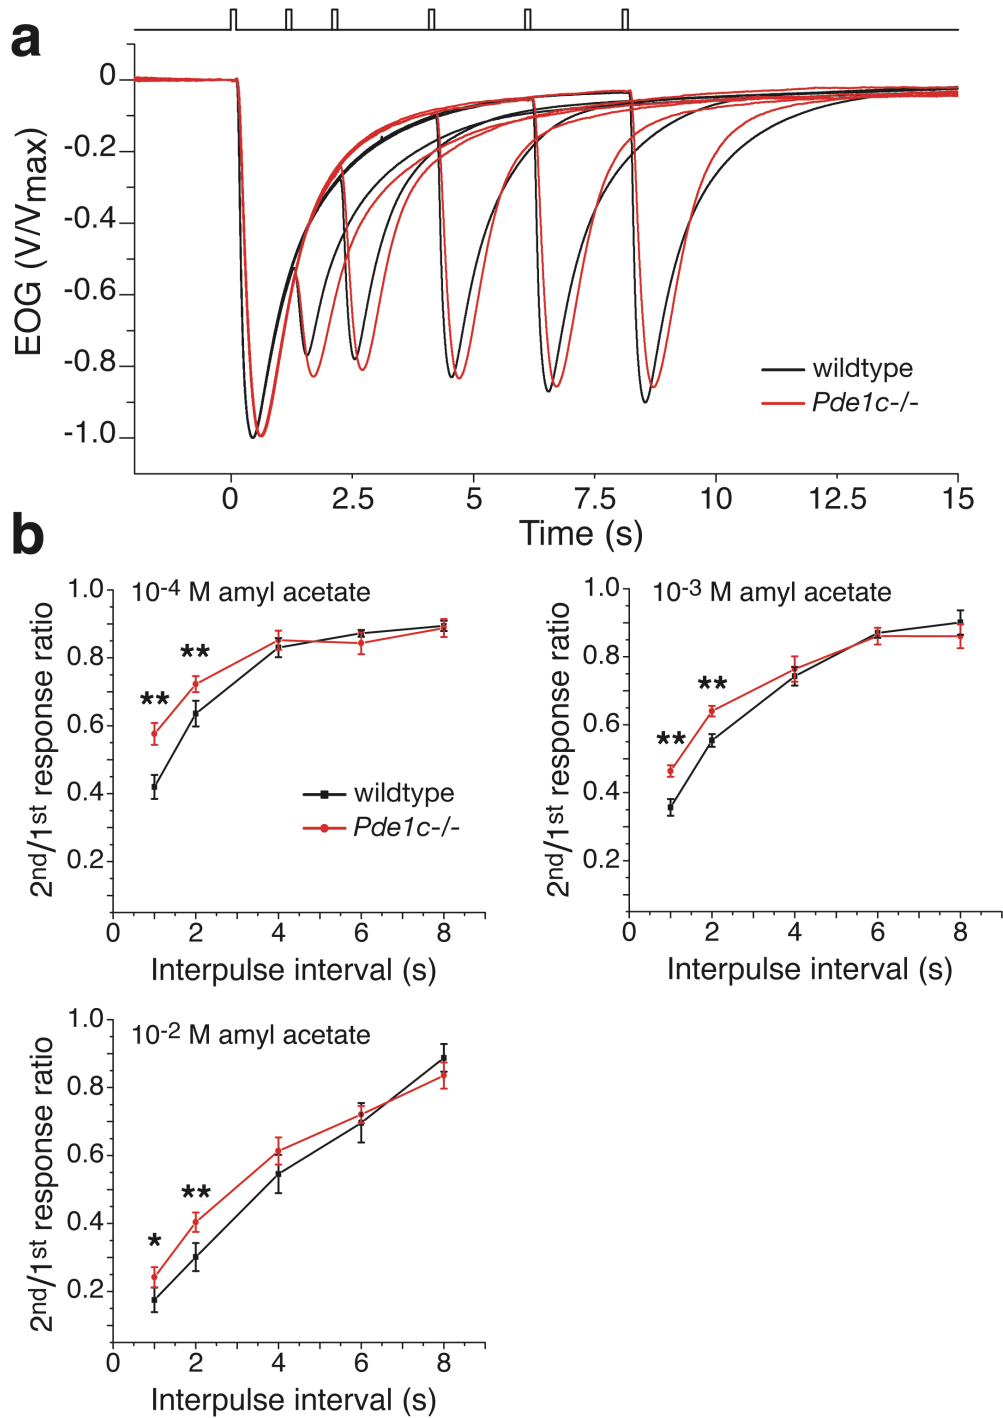 a
0
-0.2
-0.4
-0.6
-0.8
-1.0
EOG (V/Vmax)
wildtype
Pde1c-/-
0 2.5 5 7.5 10 12.5 15
Time (s)
b
10-4 M amyl acetate
1.0
0.8
0.6
0.4
0.2
2nd/1st response ratio
** **
wildtype
Pde1c-/-
0 2 4 6 8
Interpulse interval (s)
10-3 M amyl acetate
1.0
0.8
0.6
0.4
0.2
2nd/1st response ratio
** **
0 2 4 6 8
Interpulse interval (s)
10-2 M amyl acetate
1.0
0.8
0.6
0.4
0.2
2nd/1st response ratio
* **
0 2 4 6 8
Interpulse interval (s)